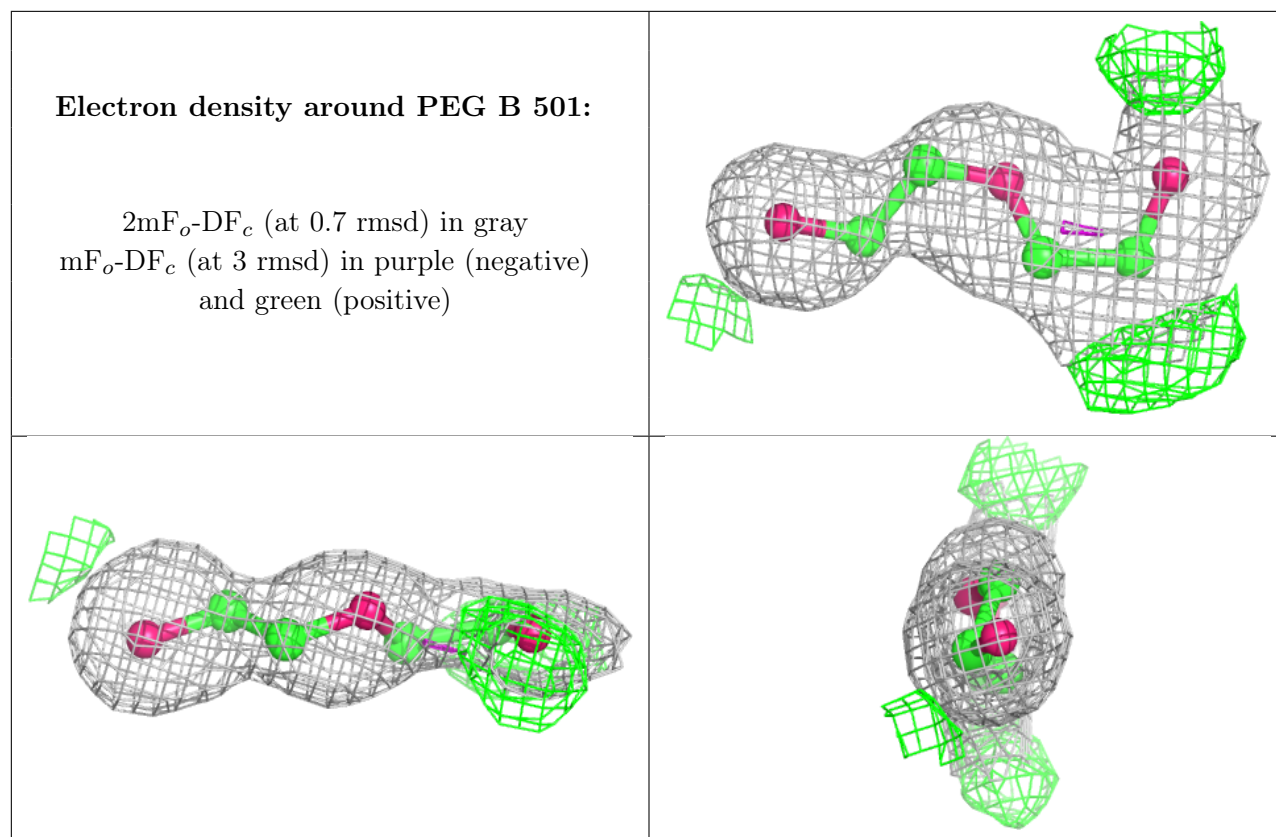 Electron density around PEG B 501:
2mFo-DFc (at 0.7 rmsd) in gray
mFo-DFc (at 3 rmsd) in purple (negative)
and green (positive)